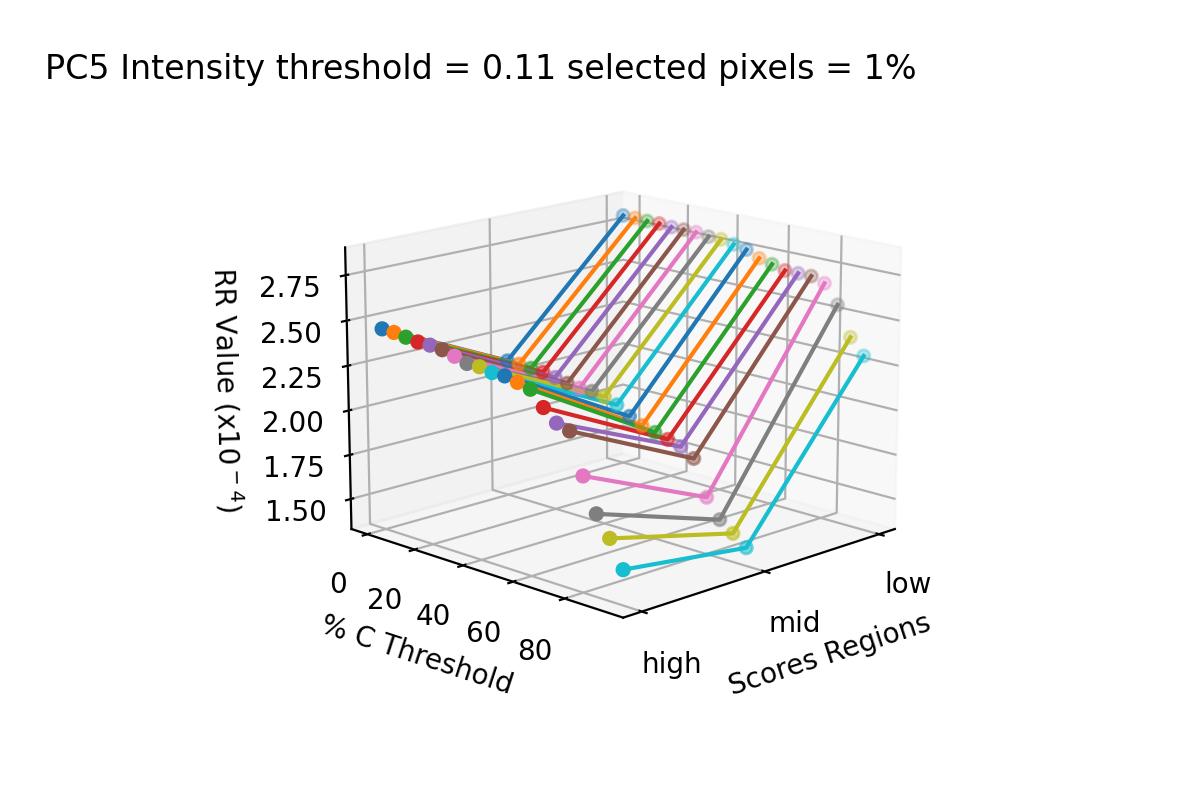 PC5 Intensity threshold = 0.11 selected pixels = 1%
RR Value (x10⁻⁴)
2.75
2.50
2.25
2.00
1.75
1.50
0
20
40
60
80
% C Threshold
high
mid
low
Scores Regions